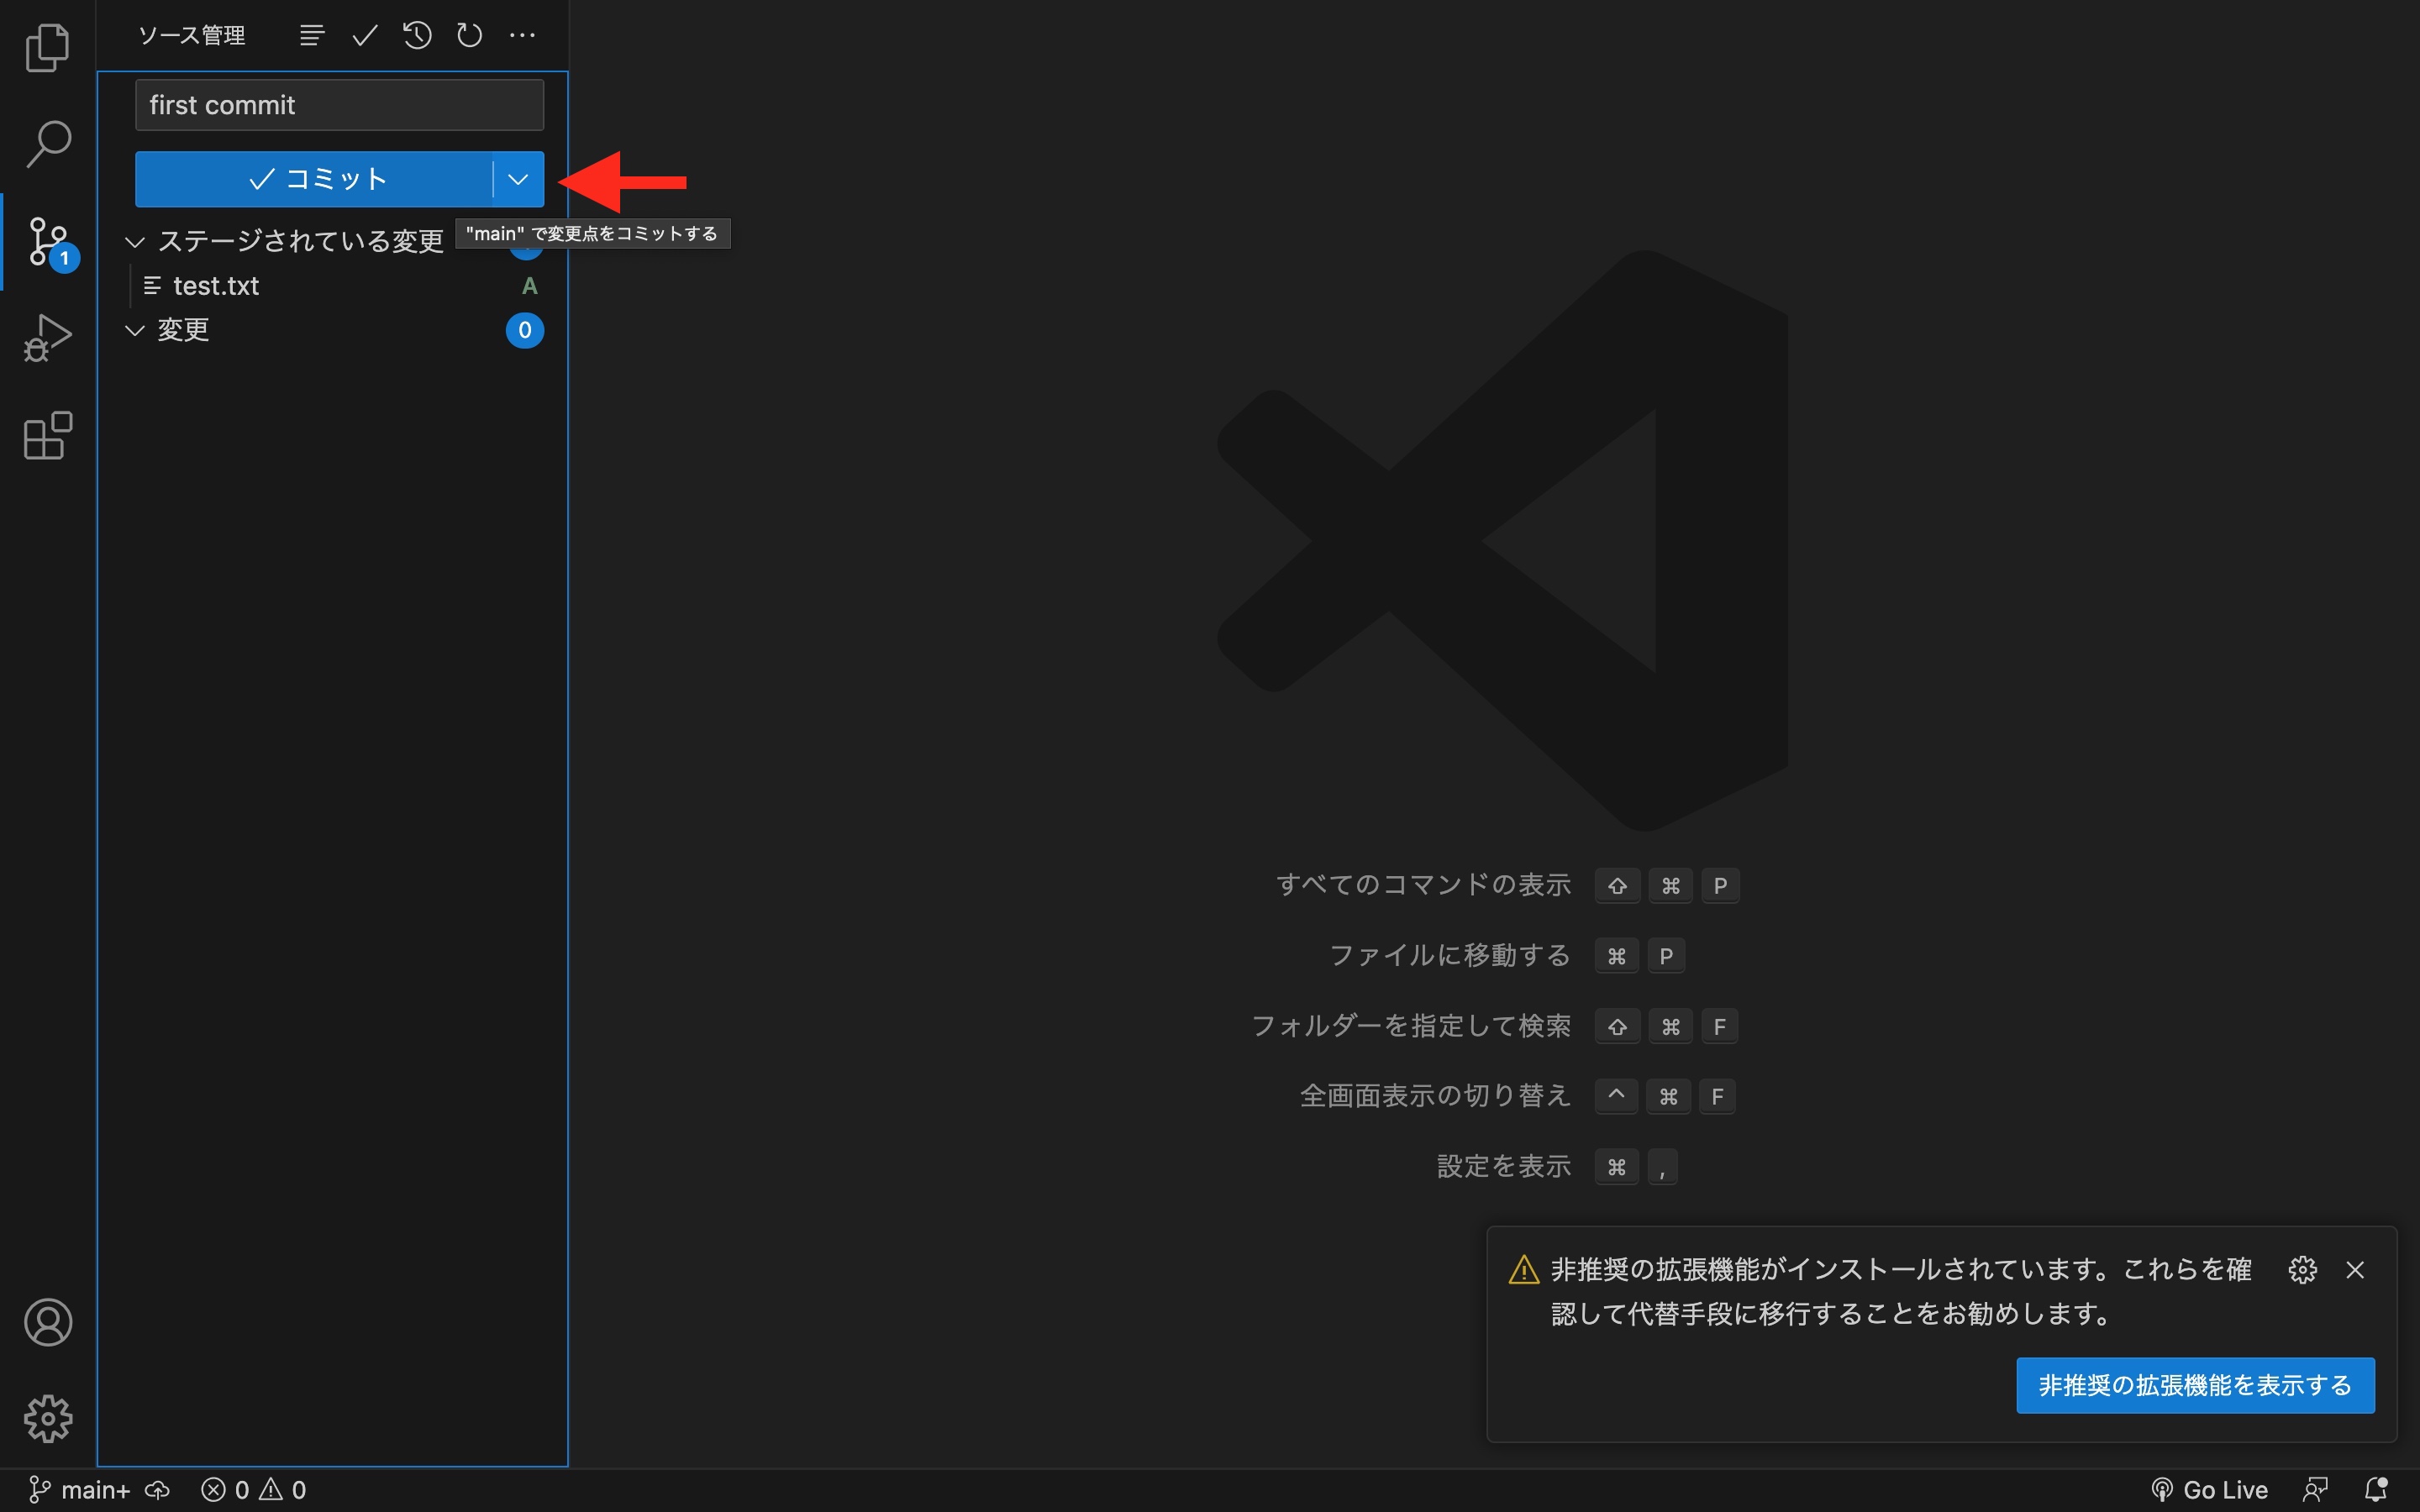 ソース管理
first commit
コミット
"main" で変更点をコミットする
ステージされている変更
test.txt A
変更 0
1
すべてのコマンドの表示 ⇧ ⌘ P
ファイルに移動する ⌘ P
フォルダーを指定して検索 ⇧ ⌘ F
全画面表示の切り替え ^ ⌘ F
設定を表示 ⌘ ,
非推奨の拡張機能がインストールされています。これらを確
認して代替手段に移行することをお勧めします。
非推奨の拡張機能を表示する
main+ 0 0 Go Live